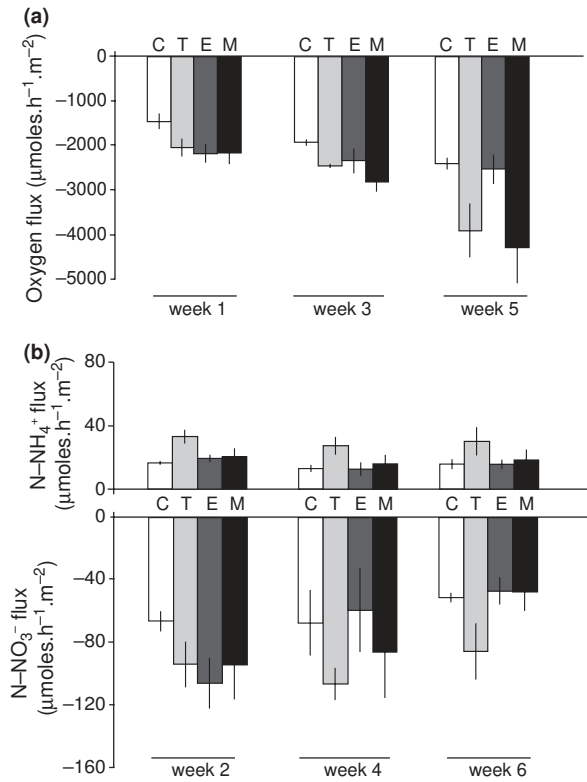 (a)
C T E M C T E M C T E M
0
−1000
−2000
−3000
−4000
−5000
Oxygen flux (μmoles.h⁻¹.m⁻²)
week 1 week 3 week 5
(b)
80
40
0
N–NH₄⁺ flux
(μmoles.h⁻¹.m⁻²)
C T E M C T E M C T E M
0
−40
−80
−120
−160
N–NO₃⁻ flux
(μmoles.h⁻¹.m⁻²)
week 2 week 4 week 6